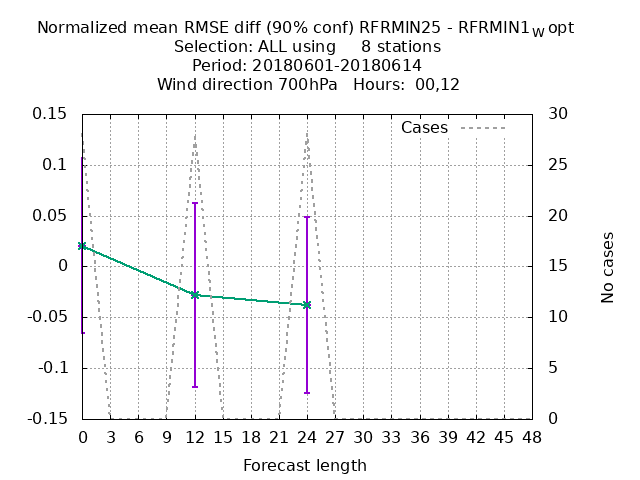 Normalized mean RMSE diff (90% conf) RFRMIN25 - RFRMIN1W opt
Selection: ALL using 8 stations
Period: 20180601-20180614
Wind direction 700hPa Hours: 00,12
Cases
0.15
0.1
0.05
0
-0.05
-0.1
-0.15
30
25
20
15
10
5
0
No cases
0 3 6 9 12 15 18 21 24 27 30 33 36 39 42 45 48
Forecast length